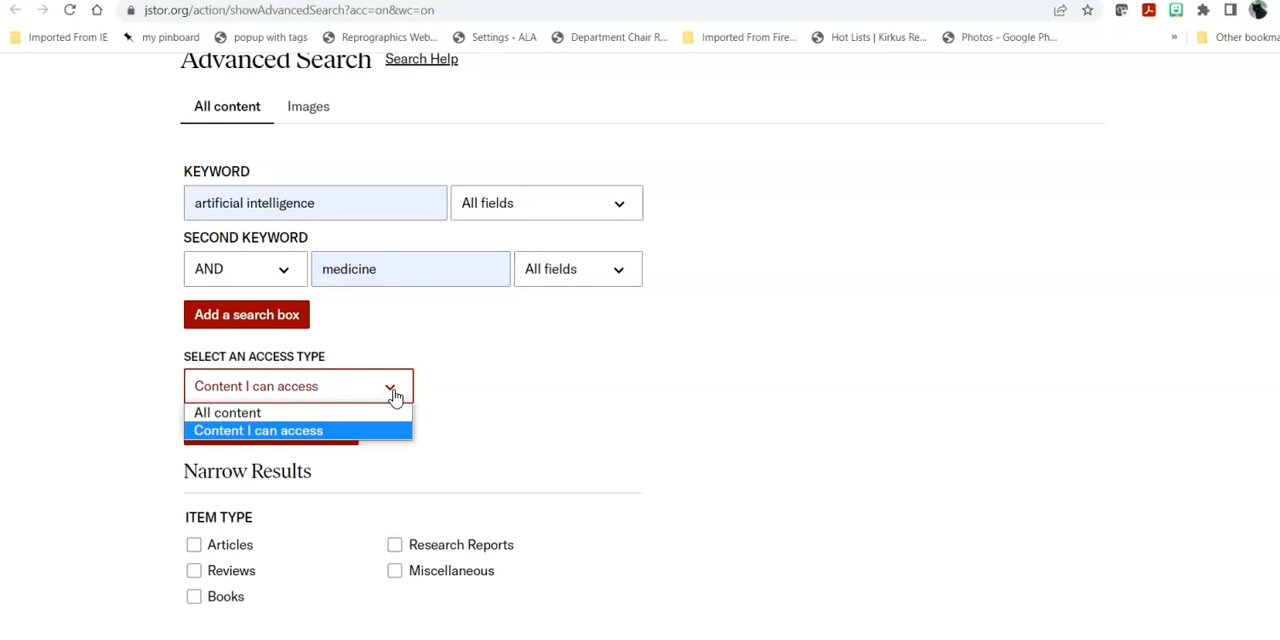 jstor.org/action/showAdvancedSearch?acc=on&wc=on
Imported From IE my pinboard popup with tags Reprographics Web... Settings - ALA Department Chair R... Imported From Fire... Hot Lists | Kirkus Re... Photos - Google Ph... » Other bookma
Advanced Search Search Help
All content Images
KEYWORD
artificial intelligence All fields
SECOND KEYWORD
AND medicine All fields
Add a search box
SELECT AN ACCESS TYPE
Content I can access
All content
Content I can access
Narrow Results
ITEM TYPE
Articles Research Reports
Reviews Miscellaneous
Books